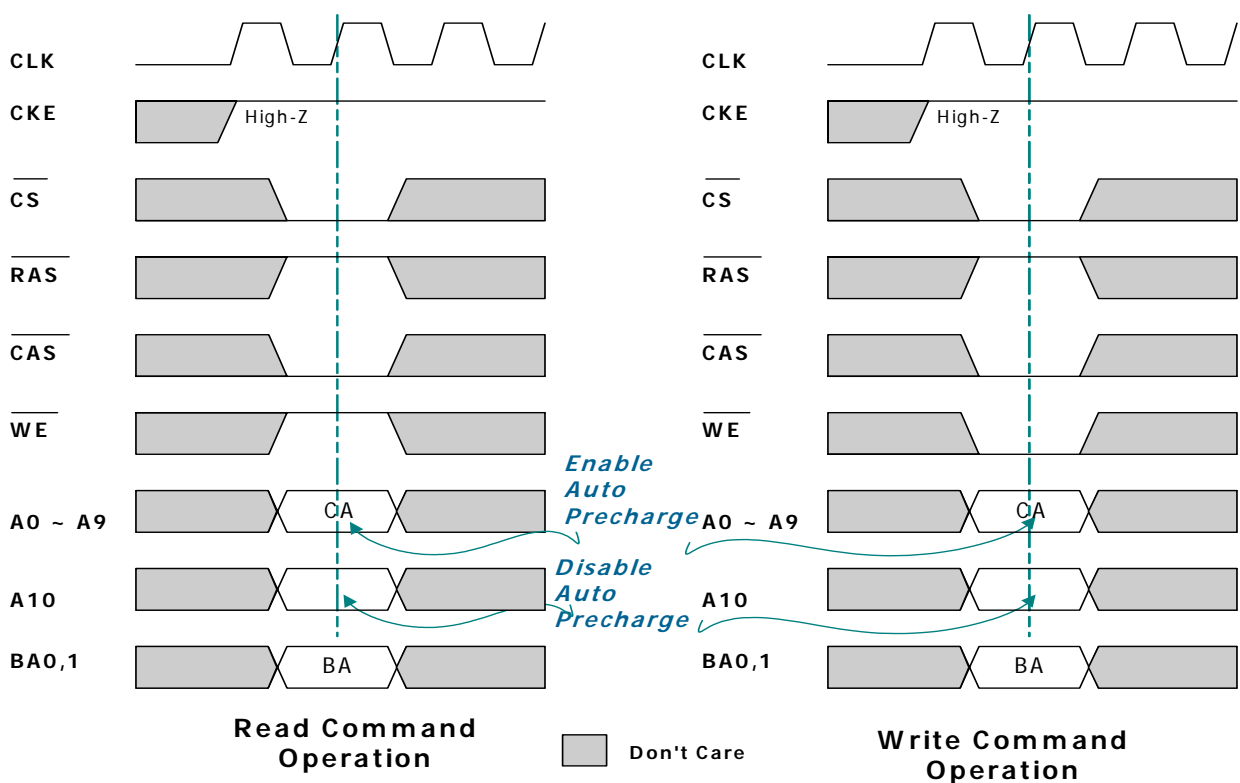 CLK
CKE
High-Z
CS
RAS
CAS
WE
A0 ~ A9
CA
A10
BA0,1
BA
Read Command
Operation
Enable
Auto
Precharge
Disable
Auto
Precharge
Don't Care
CLK
CKE
High-Z
CS
RAS
CAS
WE
A0 ~ A9
CA
A10
BA0,1
BA
Write Command
Operation